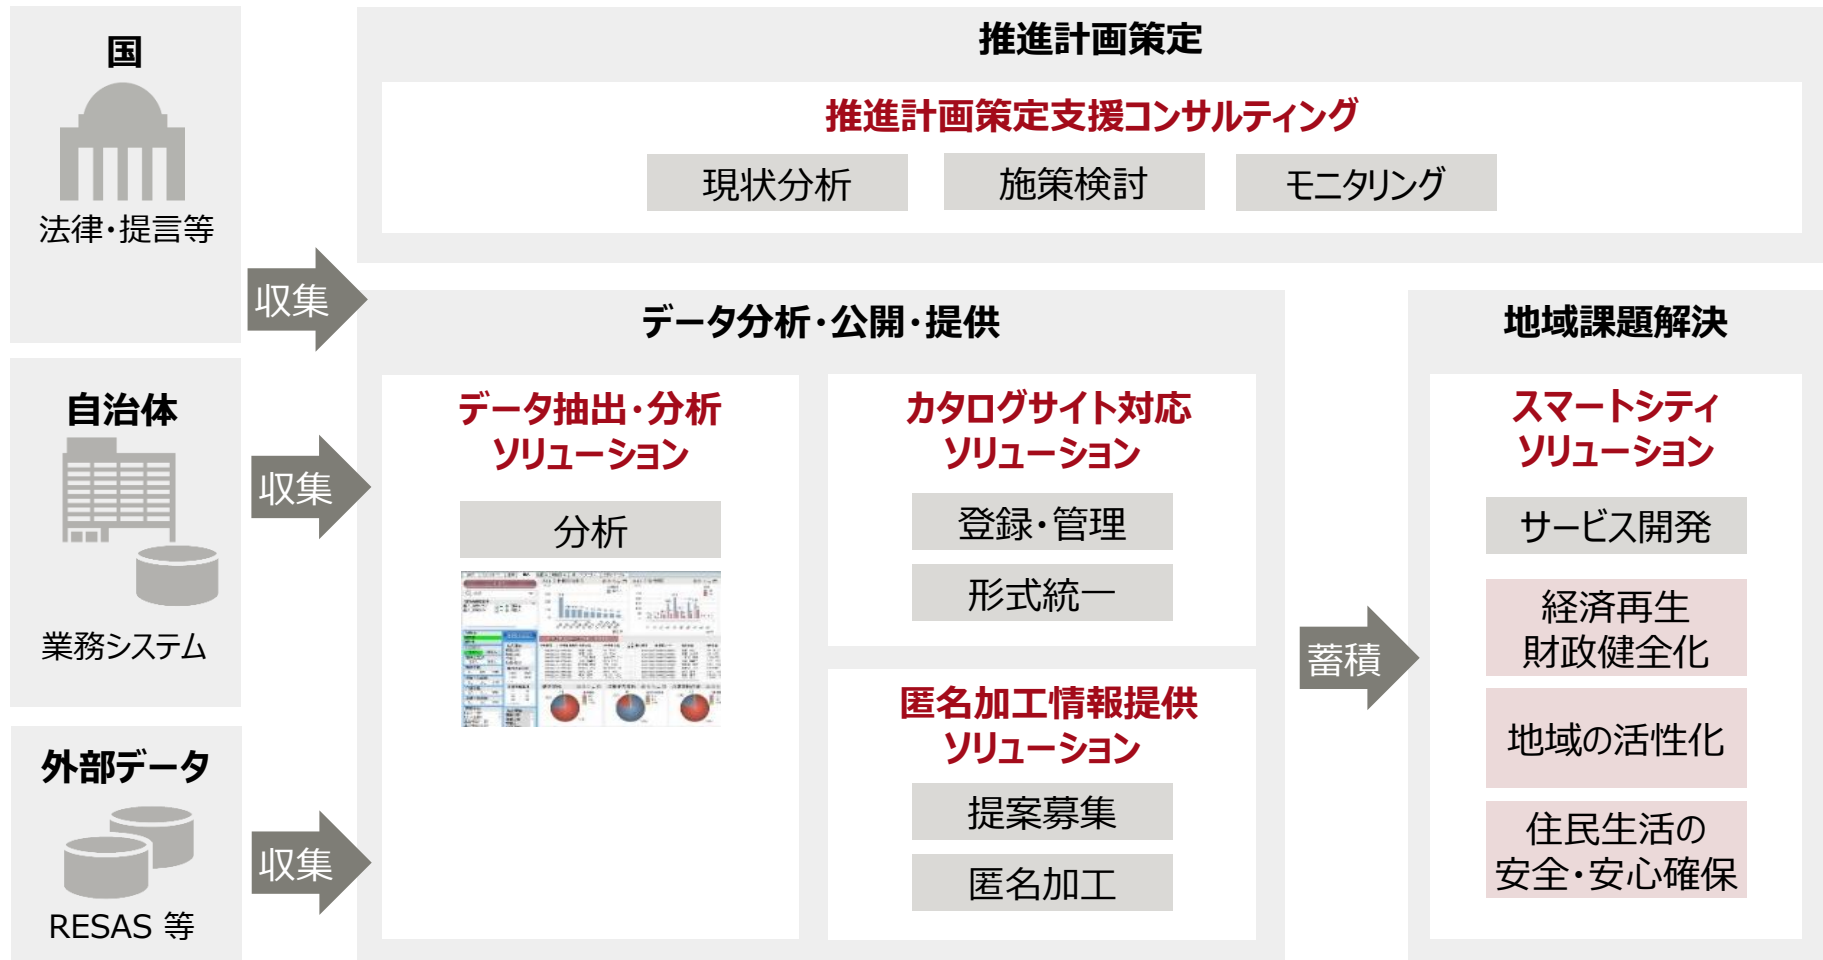 国
法律・提言等
収集
自治体
業務システム
収集
外部データ
RESAS 等
収集
推進計画策定
推進計画策定支援コンサルティング
現状分析
施策検討
モニタリング
データ分析・公開・提供
データ抽出・分析
ソリューション
分析
カタログサイト対応
ソリューション
登録・管理
形式統一
匿名加工情報提供
ソリューション
提案募集
匿名加工
蓄積
地域課題解決
スマートシティ
ソリューション
サービス開発
経済再生
財政健全化
地域の活性化
住民生活の
安全・安心確保